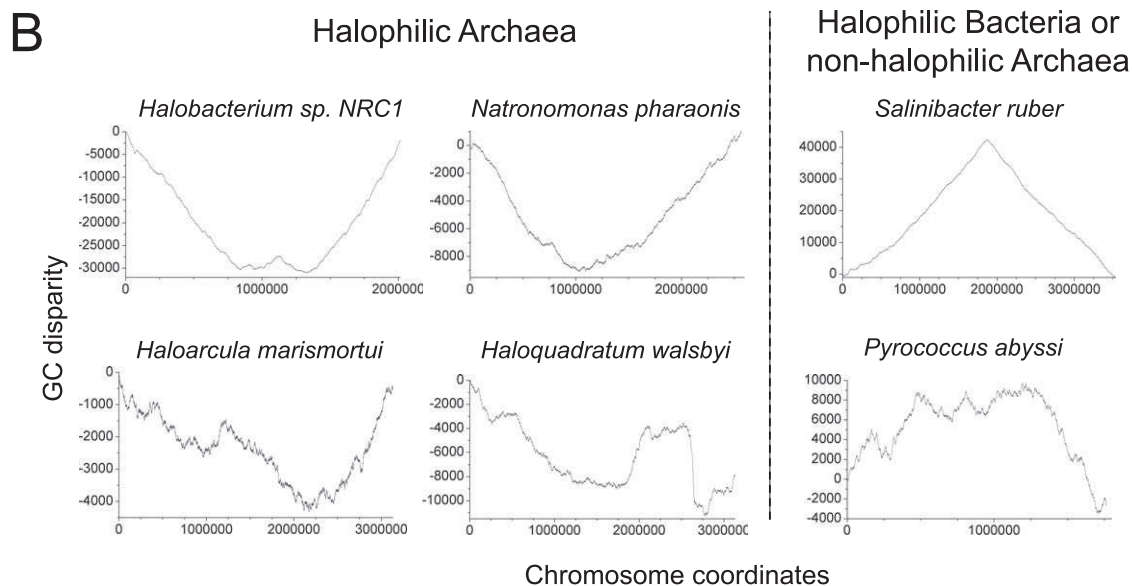 B
Halophilic Archaea
Halophilic Bacteria or
non-halophilic Archaea
Halobacterium sp. NRC1
Natronomonas pharaonis
Salinibacter ruber
0
-5000
-10000
-15000
-20000
-25000
-30000
0 1000000 2000000
0
-2000
-4000
-6000
-8000
0 1000000 2000000
40000
30000
20000
10000
0
0 1000000 2000000 3000000
GC disparity
Haloarcula marismortui
Haloquadratum walsbyi
Pyrococcus abyssi
0
-1000
-2000
-3000
-4000
0 1000000 2000000 3000000
0
-2000
-4000
-6000
-8000
-10000
0 1000000 2000000 3000000
10000
8000
6000
4000
2000
0
-2000
-4000
0 1000000
Chromosome coordinates